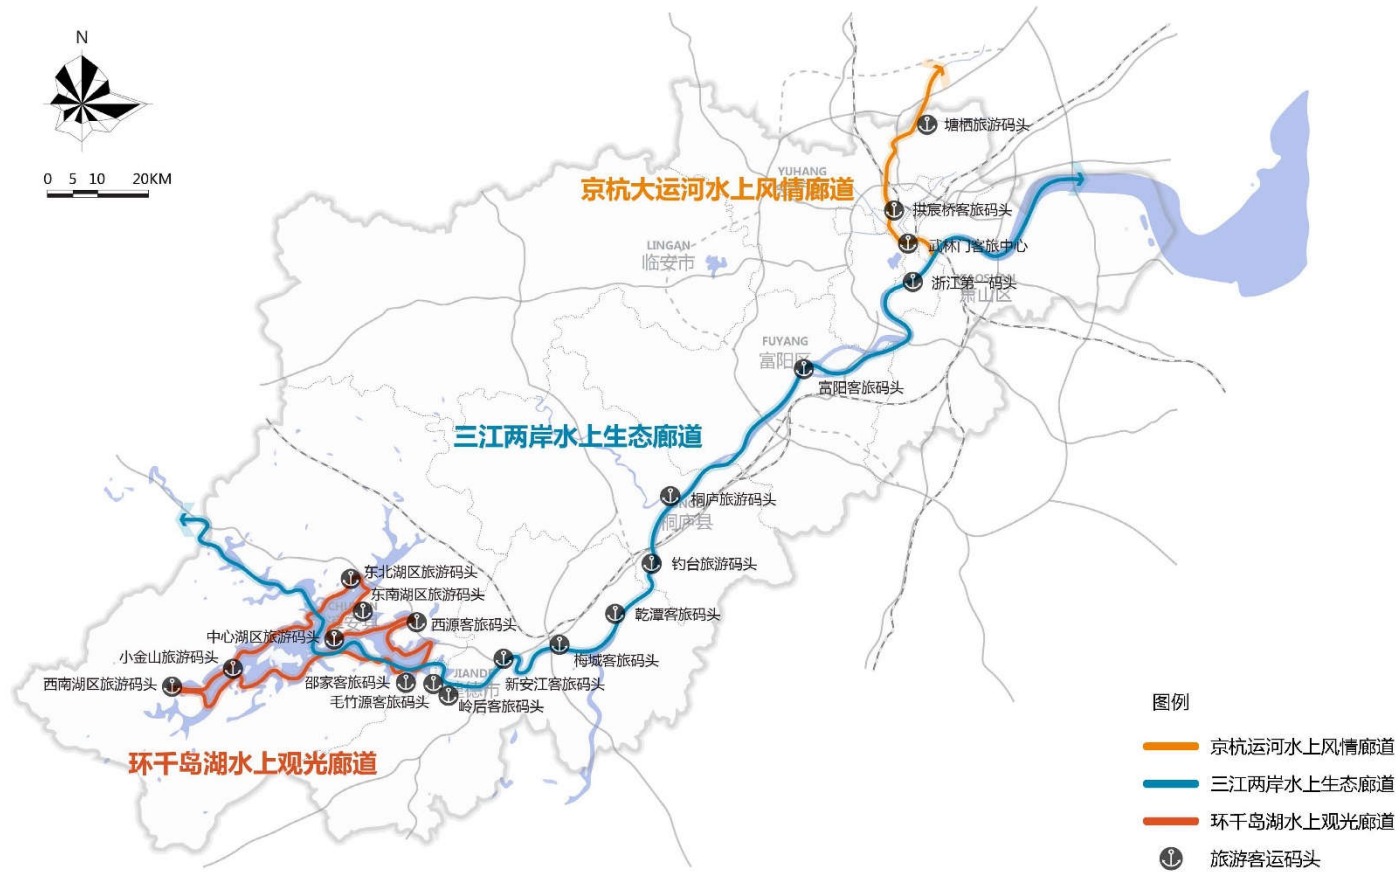 N
0 5 10 20KM
塘栖旅游码头
YUHANG
京杭大运河水上风情廊道
拱宸桥客旅码头
武林门客旅中心
LINGAN
临安市
浙江第一码头
萧山区
FUYANG
富阳区
富阳客旅码头
三江两岸水上生态廊道
桐庐旅游码头
桐庐县
钓台旅游码头
东北湖区旅游码头
东南湖区旅游码头
乾潭客旅码头
西源客旅码头
中心湖区旅游码头
小金山旅游码头
梅城客旅码头
JIANDE
西南湖区旅游码头
邵家客旅码头
新安江客旅码头
毛竹源客旅码头
岭后客旅码头
环千岛湖水上观光廊道
图例
京杭运河水上风情廊道
三江两岸水上生态廊道
环千岛湖水上观光廊道
旅游客运码头